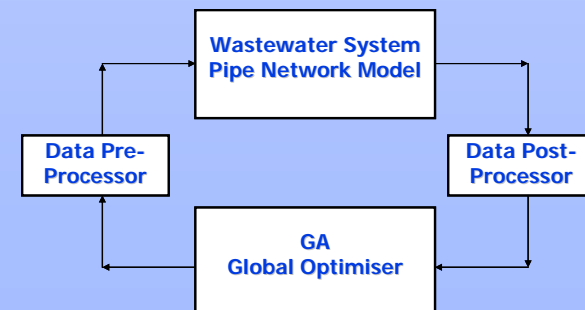 Wastewater System
Pipe Network Model
Data Pre-
Processor
Data Post-
Processor
GA
Global Optimiser